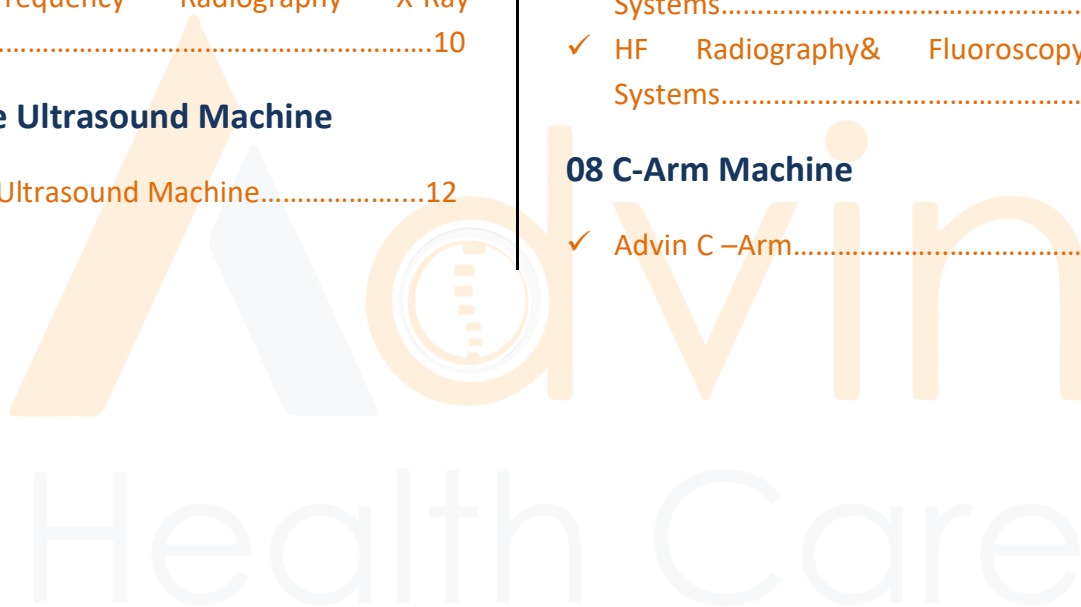 requency Radiography X-Ray
……………………………………………………….10
e Ultrasound Machine
Ultrasound Machine………………....12
Systems……………………………………
HF Radiography& Fluoroscopy
Systems.…………………………………
08 C-Arm Machine
Advin C –Arm………………..……………………
Advin
Health Care